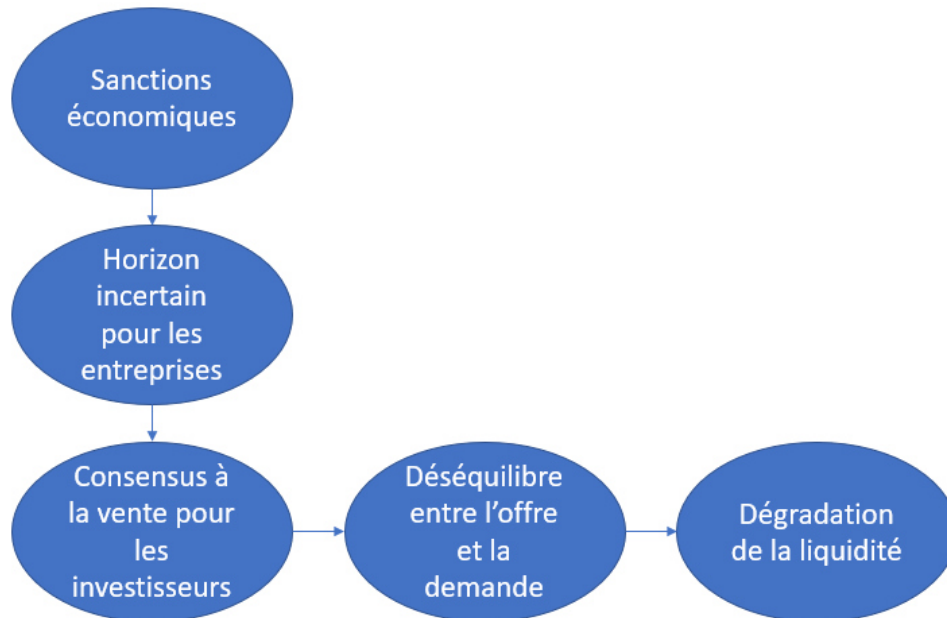 Sanctions
économiques
Horizon
incertain
pour les
entreprises
Consensus à
la vente pour
les
investisseurs
Déséquilibre
entre l’offre
et la
demande
Dégradation
de la liquidité